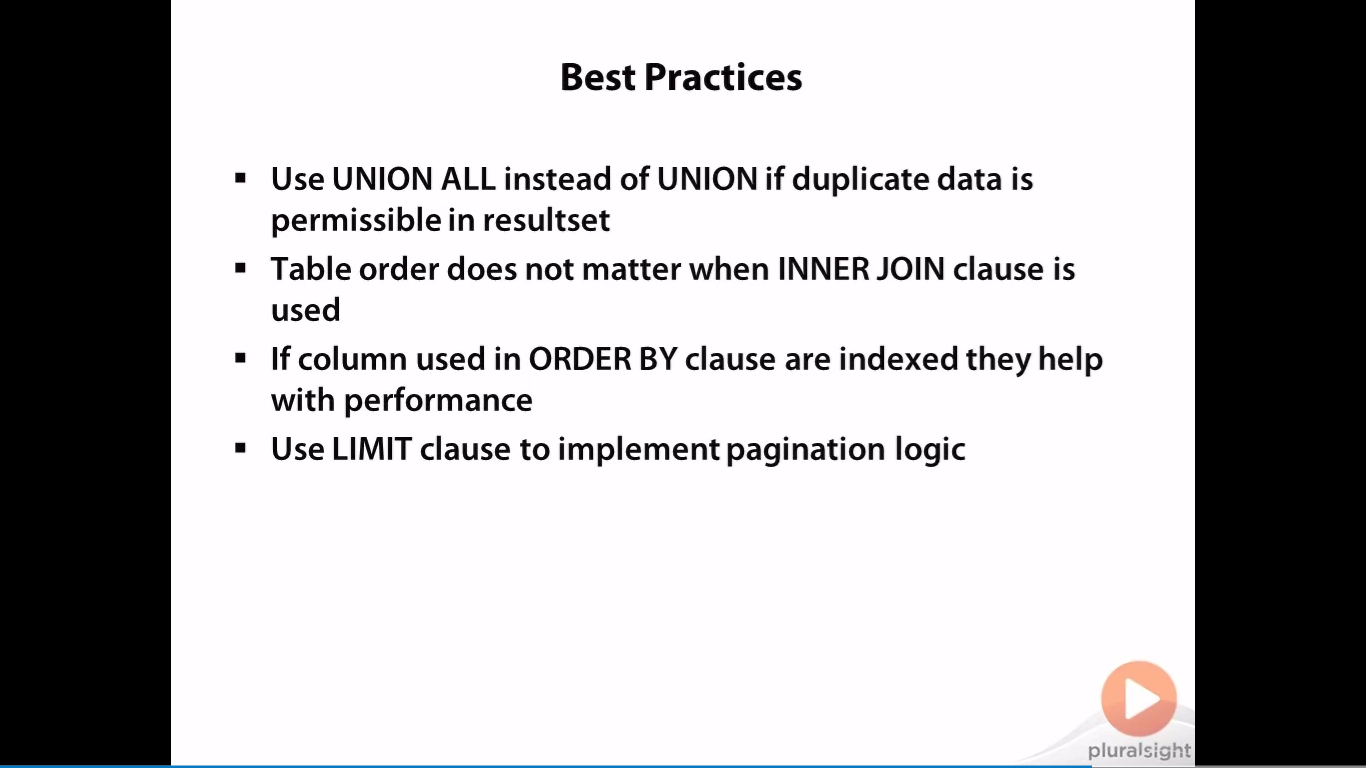 Best Practices
▪ Use UNION ALL instead of UNION if duplicate data is
permissible in resultset
▪ Table order does not matter when INNER JOIN clause is
used
▪ If column used in ORDER BY clause are indexed they help
with performance
▪ Use LIMIT clause to implement pagination logic
pluralsight